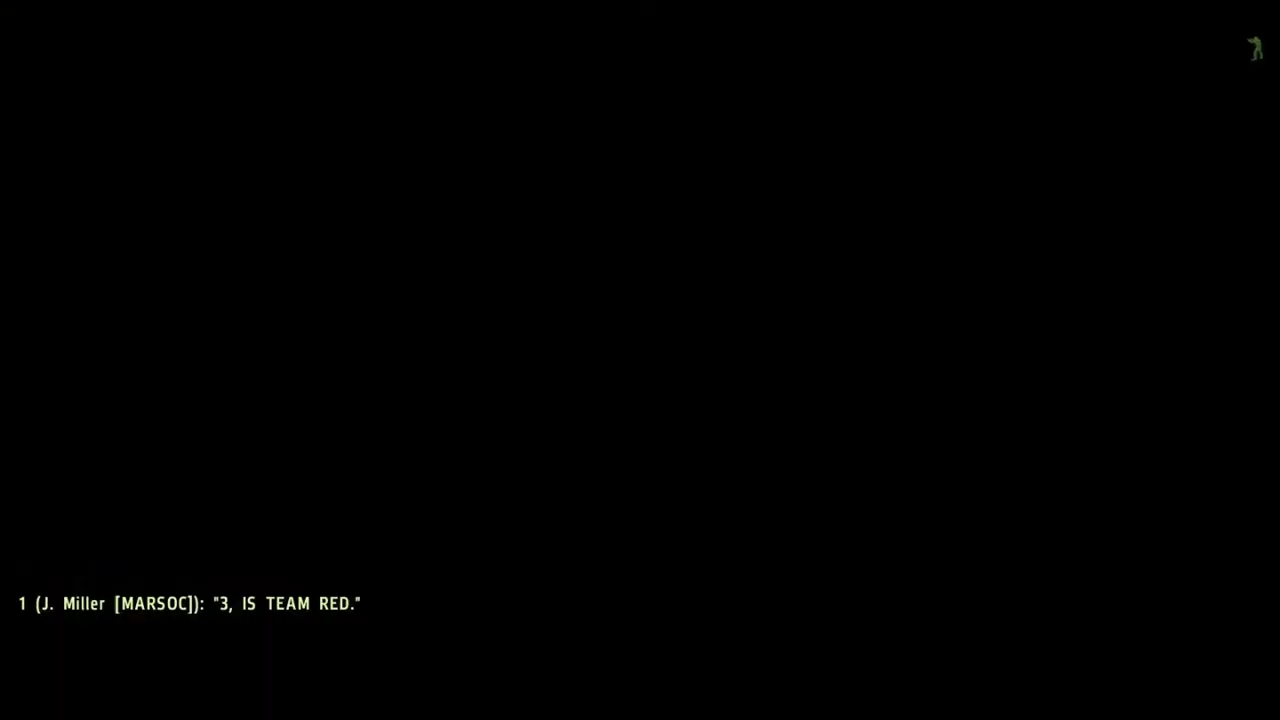 1 (J. Miller [MARSOC]): "3, IS TEAM RED."